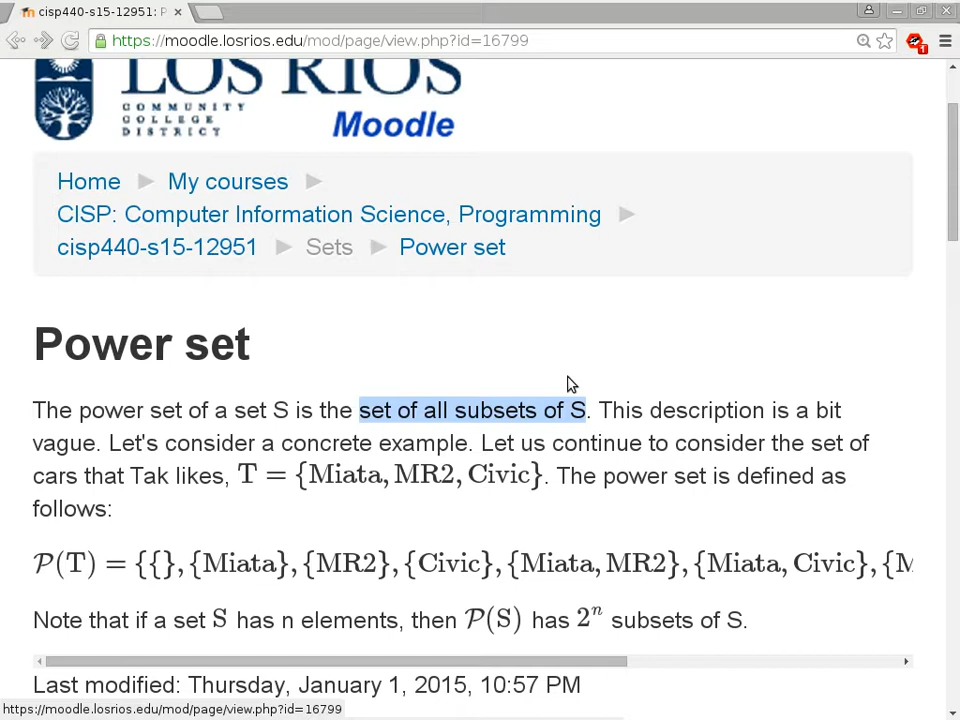 cisp440-s15-12951: P
https://moodle.losrios.edu/mod/page/view.php?id=16799
LOS RIOS
COMMUNITY
COLLEGE
DISTRICT
Moodle
Home ► My courses ►
CISP: Computer Information Science, Programming ►
cisp440-s15-12951 ► Sets ► Power set
Power set
The power set of a set S is the set of all subsets of S. This description is a bit
vague. Let's consider a concrete example. Let us continue to consider the set of
cars that Tak likes, T = {Miata, MR2, Civic}. The power set is defined as
follows:
𝒫(T) = {{}, {Miata}, {MR2}, {Civic}, {Miata, MR2}, {Miata, Civic}, {M
Note that if a set S has n elements, then 𝒫(S) has 2ⁿ subsets of S.
Last modified: Thursday, January 1, 2015, 10:57 PM
https://moodle.losrios.edu/mod/page/view.php?id=16799